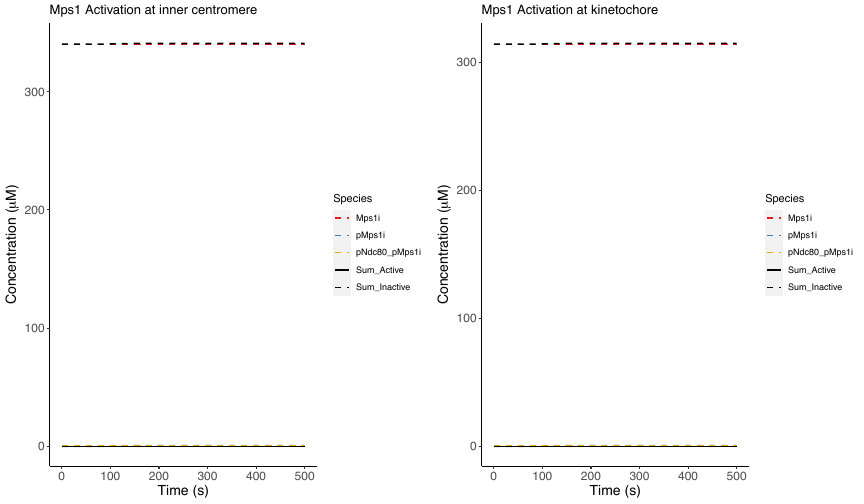 Mps1 Activation at inner centromere
Concentration (μM)
300
200
100
0
0 100 200 300 400 500
Time (s)
Species
Mps1i
pMps1i
pNdc80_pMps1i
Sum_Active
Sum_Inactive
Mps1 Activation at kinetochore
Concentration (μM)
300
200
100
0
0 100 200 300 400 500
Time (s)
Species
Mps1i
pMps1i
pNdc80_pMps1i
Sum_Active
Sum_Inactive